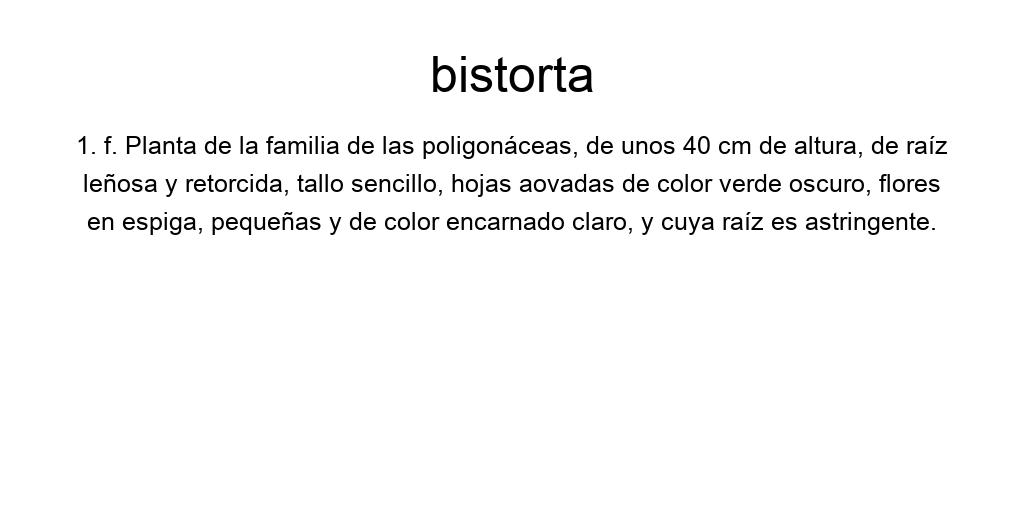 bistorta
1. f. Planta de la familia de las poligonáceas, de unos 40 cm de altura, de raíz
leñosa y retorcida, tallo sencillo, hojas aovadas de color verde oscuro, flores
en espiga, pequeñas y de color encarnado claro, y cuya raíz es astringente.